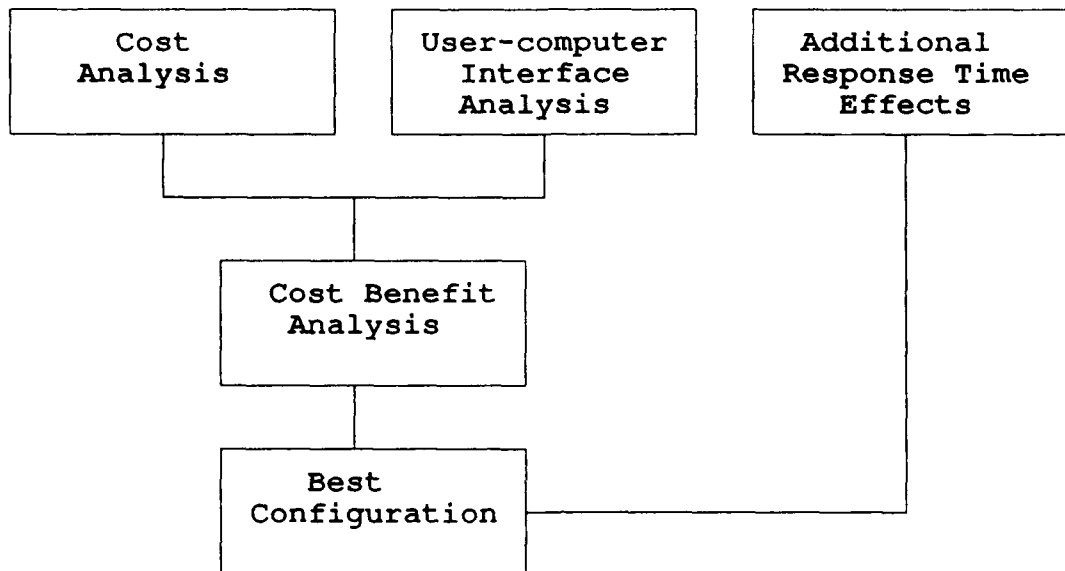 Cost
Analysis
User-computer
Interface
Analysis
Additional
Response Time
Effects
Cost Benefit
Analysis
Best
Configuration